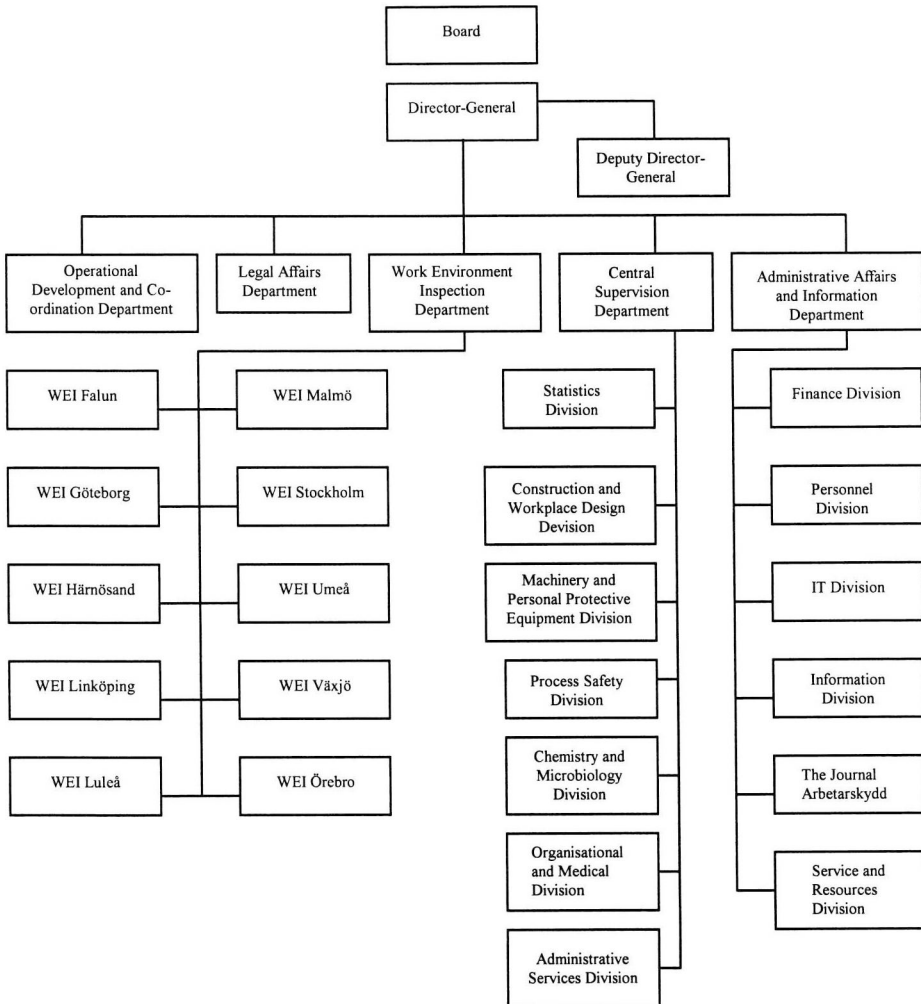 Board
Director-General
Deputy Director-
General
Operational
Development and Co-
ordination Department
Legal Affairs
Department
Work Environment
Inspection
Department
Central
Supervision
Department
Administrative Affairs
and Information
Department
WEI Falun
WEI Malmö
WEI Göteborg
WEI Stockholm
WEI Härnösand
WEI Umeå
WEI Linköping
WEI Växjö
WEI Luleå
WEI Örebro
Statistics
Division
Construction and
Workplace Design
Devision
Machinery and
Personal Protective
Equipment Division
Process Safety
Division
Chemistry and
Microbiology
Division
Organisational
and Medical
Division
Administrative
Services Division
Finance Division
Personnel
Division
IT Division
Information
Division
The Journal
Arbetarskydd
Service and
Resources
Division